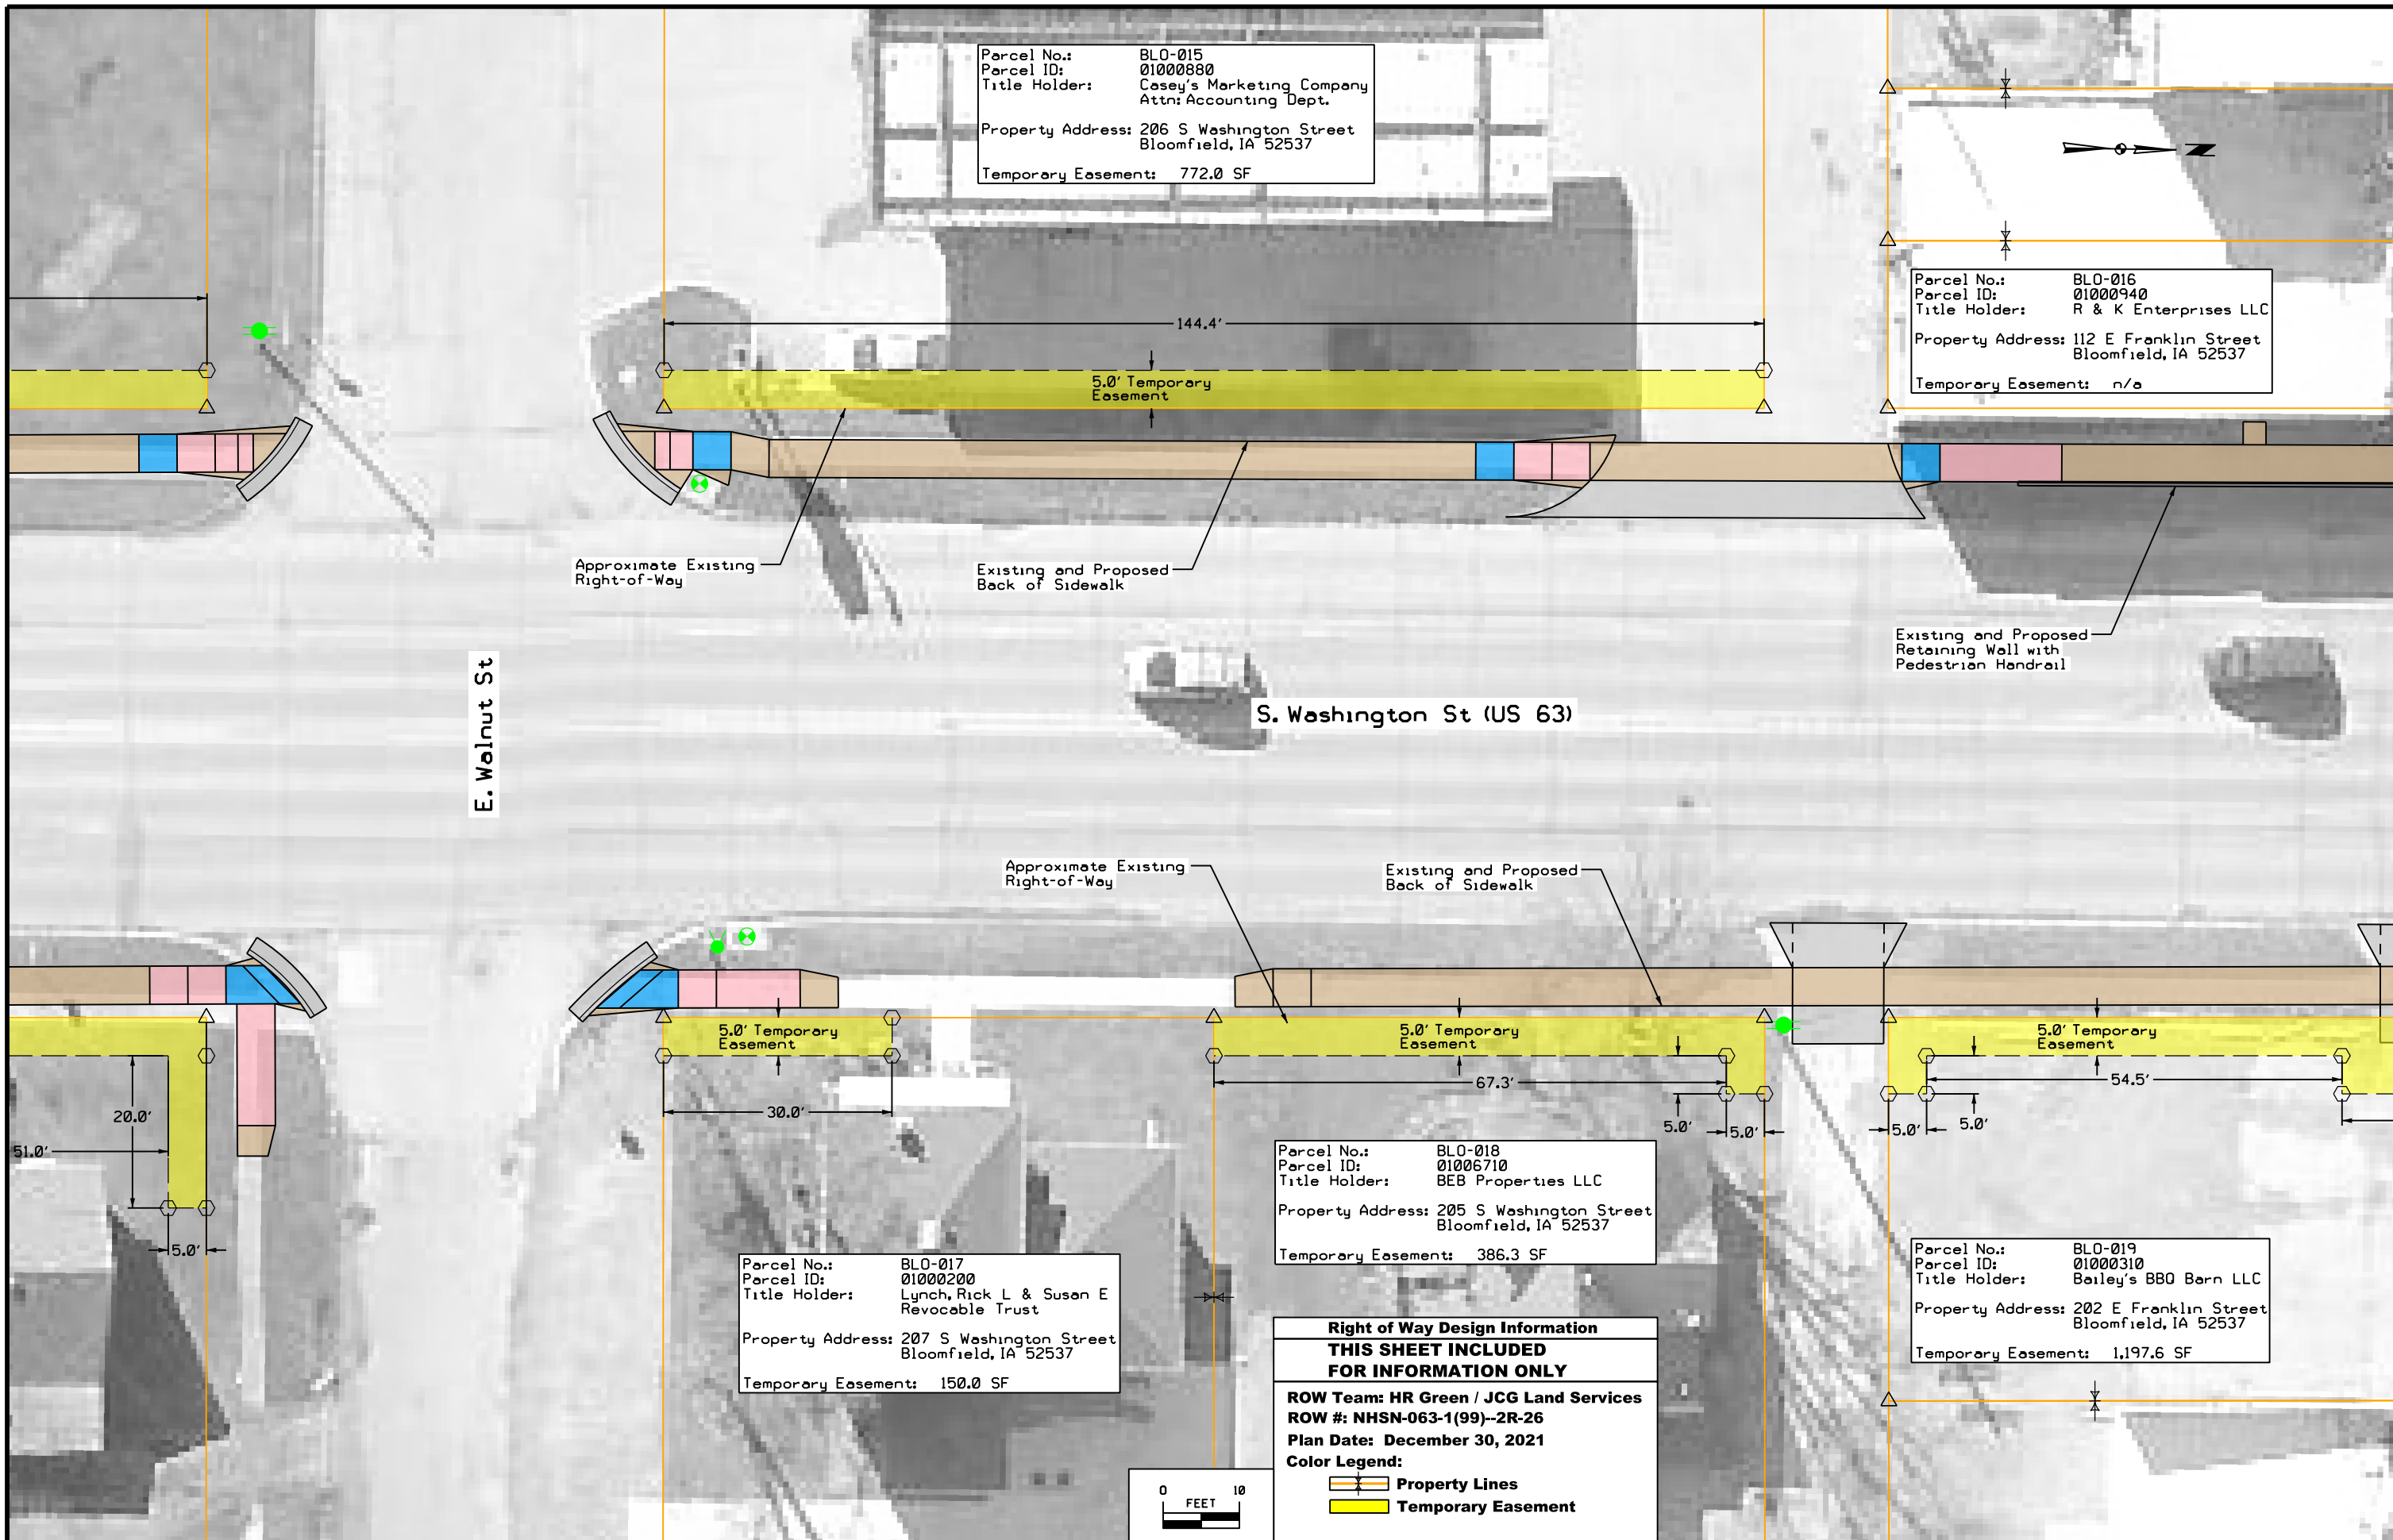 Parcel No.: BLO-015
Parcel ID: 01000880
Title Holder: Casey's Marketing Company
Attn: Accounting Dept.
Property Address: 206 S Washington Street
Bloomfield, IA 52537
Temporary Easement: 772.0 SF
N
Parcel No.: BLO-016
Parcel ID: 01000940
Title Holder: R & K Enterprises LLC
Property Address: 112 E Franklin Street
Bloomfield, IA 52537
Temporary Easement: n/a
144.4'
5.0' Temporary
Easement
Approximate Existing
Right-of-Way
Existing and Proposed
Back of Sidewalk
Existing and Proposed
Retaining Wall with
Pedestrian Handrail
E. Walnut St
S. Washington St (US 63)
Approximate Existing
Right-of-Way
Existing and Proposed
Back of Sidewalk
5.0' Temporary
Easement
5.0' Temporary
Easement
5.0' Temporary
Easement
67.3'
54.5'
30.0'
20.0'
5.0'
5.0'
5.0'
5.0'
51.0'
5.0'
Parcel No.: BLO-018
Parcel ID: 01006710
Title Holder: BEB Properties LLC
Property Address: 205 S Washington Street
Bloomfield, IA 52537
Temporary Easement: 386.3 SF
Parcel No.: BLO-017
Parcel ID: 01000200
Title Holder: Lynch, Rick L & Susan E
Revocable Trust
Property Address: 207 S Washington Street
Bloomfield, IA 52537
Temporary Easement: 150.0 SF
Parcel No.: BLO-019
Parcel ID: 01000310
Title Holder: Bailey's BBQ Barn LLC
Property Address: 202 E Franklin Street
Bloomfield, IA 52537
Temporary Easement: 1,197.6 SF
Right of Way Design Information
THIS SHEET INCLUDED
FOR INFORMATION ONLY
ROW Team: HR Green / JCG Land Services
ROW #: NHSN-063-1(99)--2R-26
Plan Date: December 30, 2021
Color Legend:
Property Lines
Temporary Easement
0 10
FEET